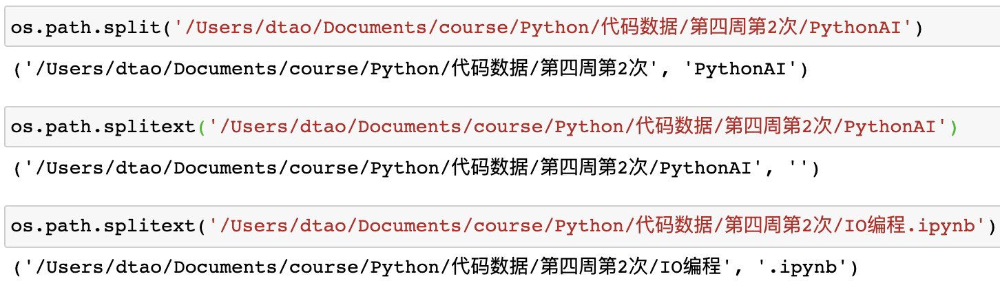 os.path.split('/Users/dtao/Documents/course/Python/代码数据/第四周第2次/PythonAI')
('/Users/dtao/Documents/course/Python/代码数据/第四周第2次', 'PythonAI')
os.path.splitext('/Users/dtao/Documents/course/Python/代码数据/第四周第2次/PythonAI')
('/Users/dtao/Documents/course/Python/代码数据/第四周第2次/PythonAI', '')
os.path.splitext('/Users/dtao/Documents/course/Python/代码数据/第四周第2次/IO编程.ipynb')
('/Users/dtao/Documents/course/Python/代码数据/第四周第2次/IO编程', '.ipynb')